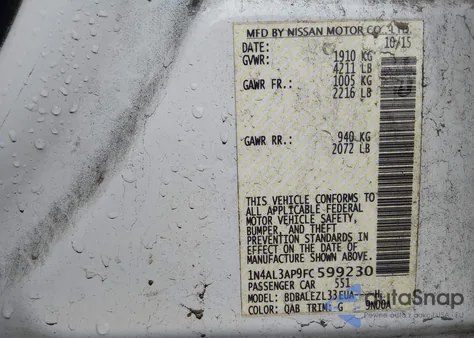 MFD BY NISSAN MOTOR CO.,LTD.
DATE: 10/15
GVWR: 1910 KG
4211 LB
GAWR FR.: 1005 KG
2216 LB
GAWR RR.: 940 KG
2072 LB
THIS VEHICLE CONFORMS TO
ALL APPLICABLE FEDERAL
MOTOR VEHICLE SAFETY,
BUMPER, AND THEFT
PREVENTION STANDARDS IN
EFFECT ON THE DATE OF
MANUFACTURE SHOWN ABOVE.
1N4AL3AP9FC599230
PASSENGER CAR 551
MODEL: BDBALEZL33EUA
COLOR: QAB TRIM: G
autoSnap